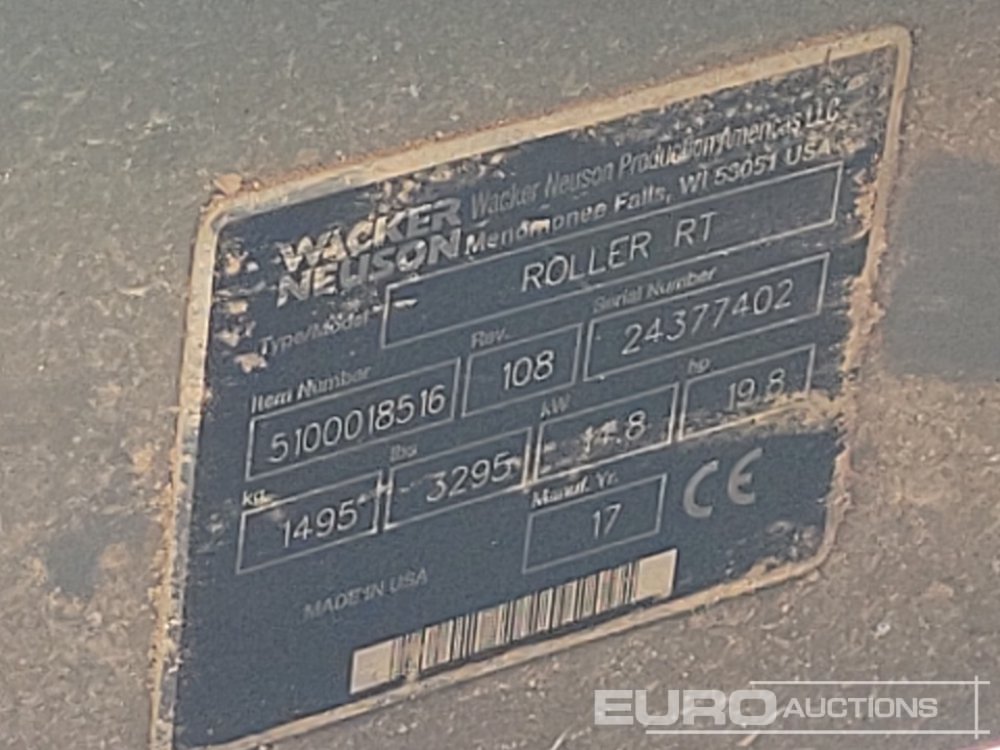 WACKER NEUSON
Wacker Neuson Production Americas LLC
Menomonee Falls, WI 53051 USA
Type/Model
ROLLER RT
Item Number
Rev.
Serial Number
5100018516
108
24377402
kg
lbs
kW
hp
1495
3295
14.8
19.8
Manuf. Yr.
17
CE
MADE IN USA
EURO AUCTIONS